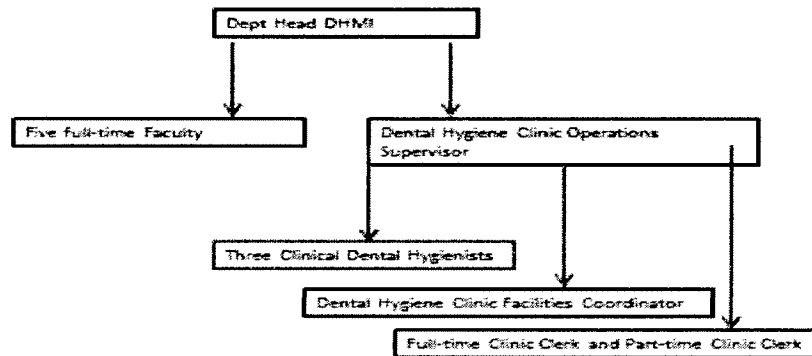 Dept Head DHMI
Five full-time Faculty
Dental Hygiene Clinic Operations
Supervisor
Three Clinical Dental Hygienists
Dental Hygiene Clinic Facilities Coordinator
Full-time Clinic Clerk and Part-time Clinic Clerk